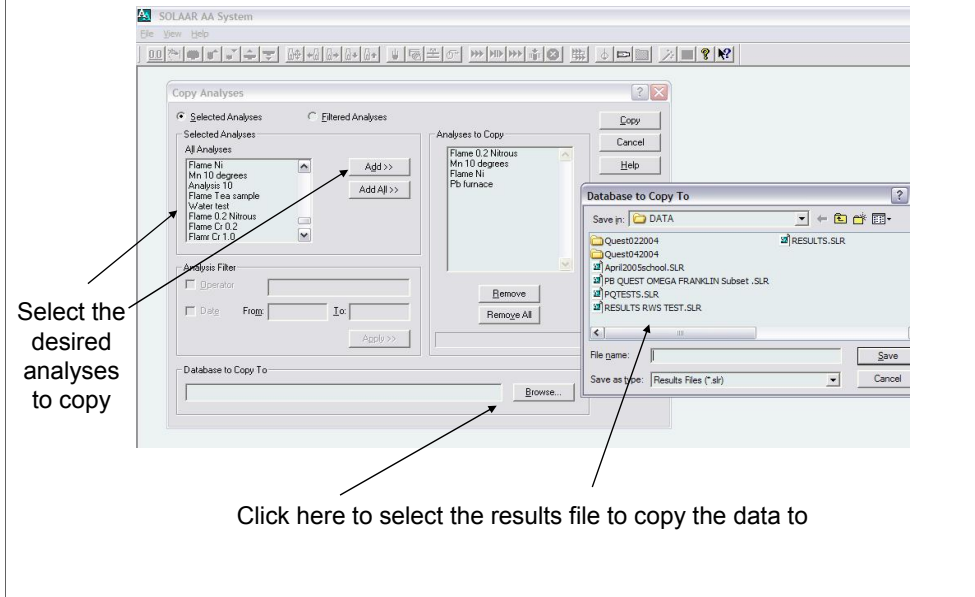 SOLAAR AA System
File View Help
Copy Analyses
Selected Analyses
Filtered Analyses
Selected Analyses
All Analyses
Flame Ni
Mn 10 degrees
Analysis 10
Flame Tea sample
Water test
Flame 0.2 Nitrous
Flame Cr 0.2
Flamr Cr 1.0
Add >>
Add All >>
Analyses to Copy
Flame 0.2 Nitrous
Mn 10 degrees
Flame Ni
Pb furnace
Copy
Cancel
Help
Analysis Filter
Operator
Date From: To:
Apply >>
Remove
Remove All
Database to Copy To
Browse...
Database to Copy To
Save in: DATA
Quest022004
Quest042004
April2005school.SLR
PB QUEST OMEGA FRANKLIN Subset .SLR
PQTESTS.SLR
RESULTS RWS TEST.SLR
RESULTS.SLR
File name:
Save
Save as type: Results Files (*.slr)
Cancel
Select the
desired
analyses
to copy
Click here to select the results file to copy the data to